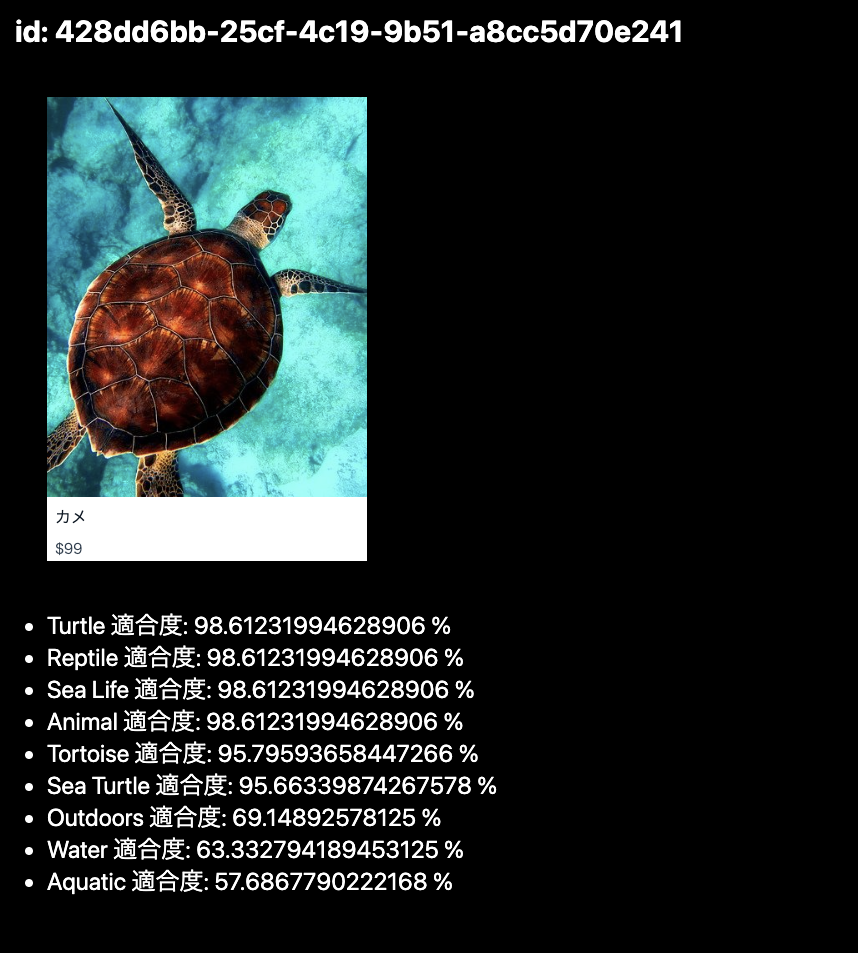 id: 428dd6bb-25cf-4c19-9b51-a8cc5d70e241
カメ
$99
Turtle 適合度: 98.61231994628906 %
Reptile 適合度: 98.61231994628906 %
Sea Life 適合度: 98.61231994628906 %
Animal 適合度: 98.61231994628906 %
Tortoise 適合度: 95.79593658447266 %
Sea Turtle 適合度: 95.66339874267578 %
Outdoors 適合度: 69.14892578125 %
Water 適合度: 63.332794189453125 %
Aquatic 適合度: 57.6867790222168 %